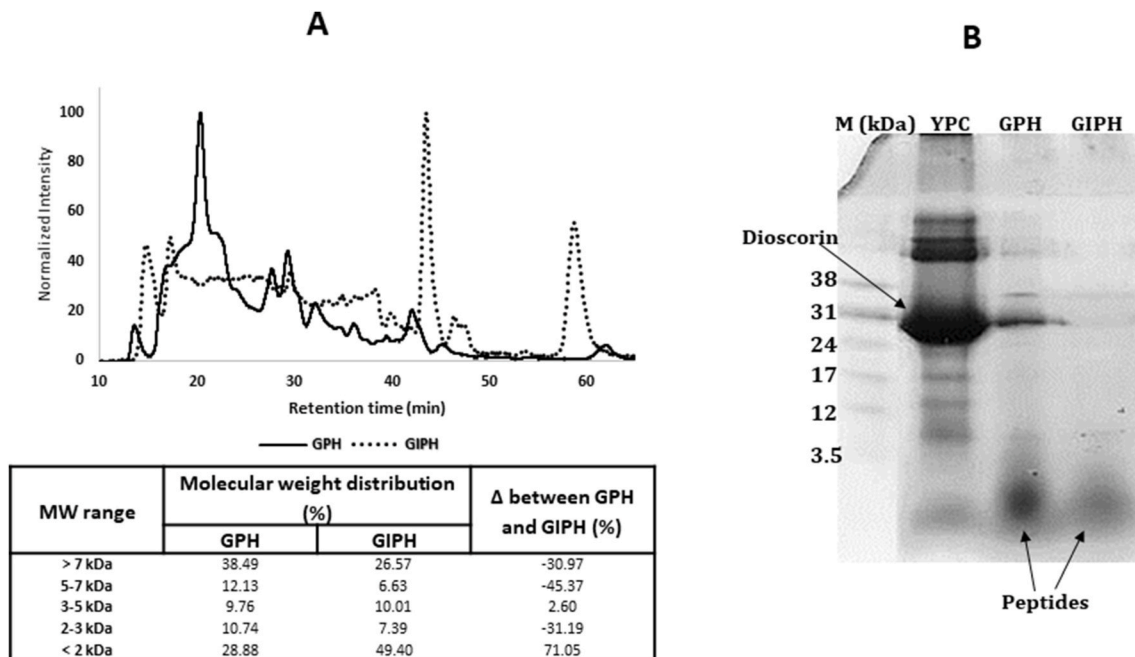 A
100
80
60
40
20
0
Normalized Intensity
10 20 30 40 50 60
Retention time (min)
GPH GIPH
MW range Molecular weight distribution (%) Δ between GPH and GIPH (%)
GPH GIPH
> 7 kDa 38.49 26.57 -30.97
5-7 kDa 12.13 6.63 -45.37
3-5 kDa 9.76 10.01 2.60
2-3 kDa 10.74 7.39 -31.19
< 2 kDa 28.88 49.40 71.05
B
M (kDa) YPC GPH GIPH
Dioscorin
38
31
24
17
12
3.5
Peptides